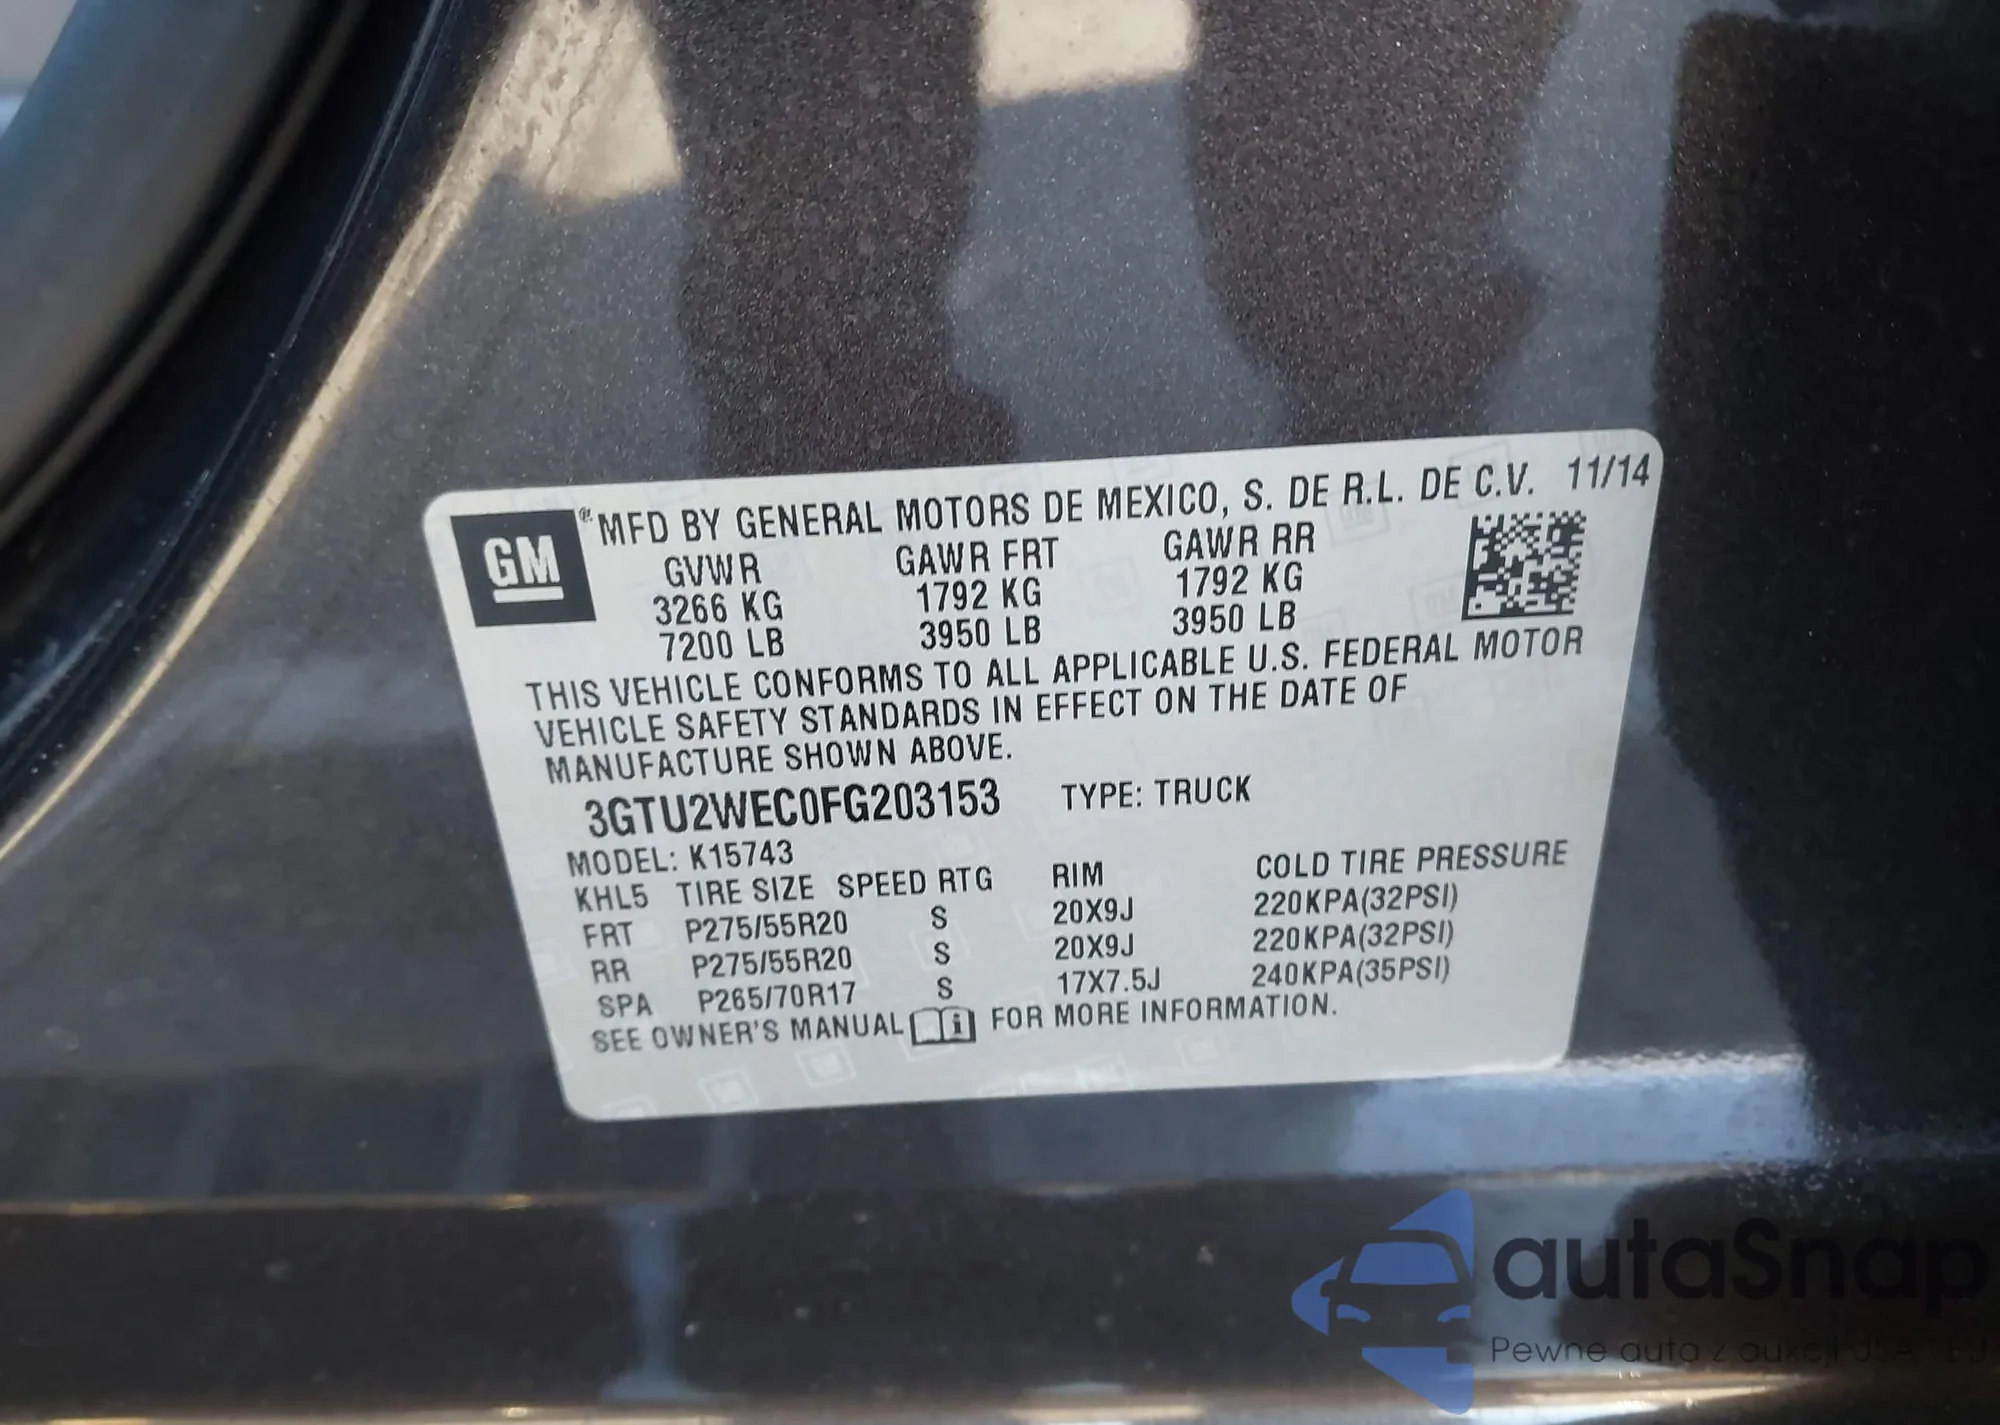 GM
® MFD BY GENERAL MOTORS DE MEXICO, S. DE R.L. DE C.V. 11/14
GVWR GAWR FRT GAWR RR
3266 KG 1792 KG 1792 KG
7200 LB 3950 LB 3950 LB
THIS VEHICLE CONFORMS TO ALL APPLICABLE U.S. FEDERAL MOTOR
VEHICLE SAFETY STANDARDS IN EFFECT ON THE DATE OF
MANUFACTURE SHOWN ABOVE.
3GTU2WEC0FG203153 TYPE: TRUCK
MODEL: K15743
KHL5 TIRE SIZE SPEED RTG RIM COLD TIRE PRESSURE
FRT P275/55R20 S 20X9J 220KPA(32PSI)
RR P275/55R20 S 20X9J 220KPA(32PSI)
SPA P265/70R17 S 17X7.5J 240KPA(35PSI)
SEE OWNER'S MANUAL i FOR MORE INFORMATION.
autaSnap
Pewne auta z aukcji